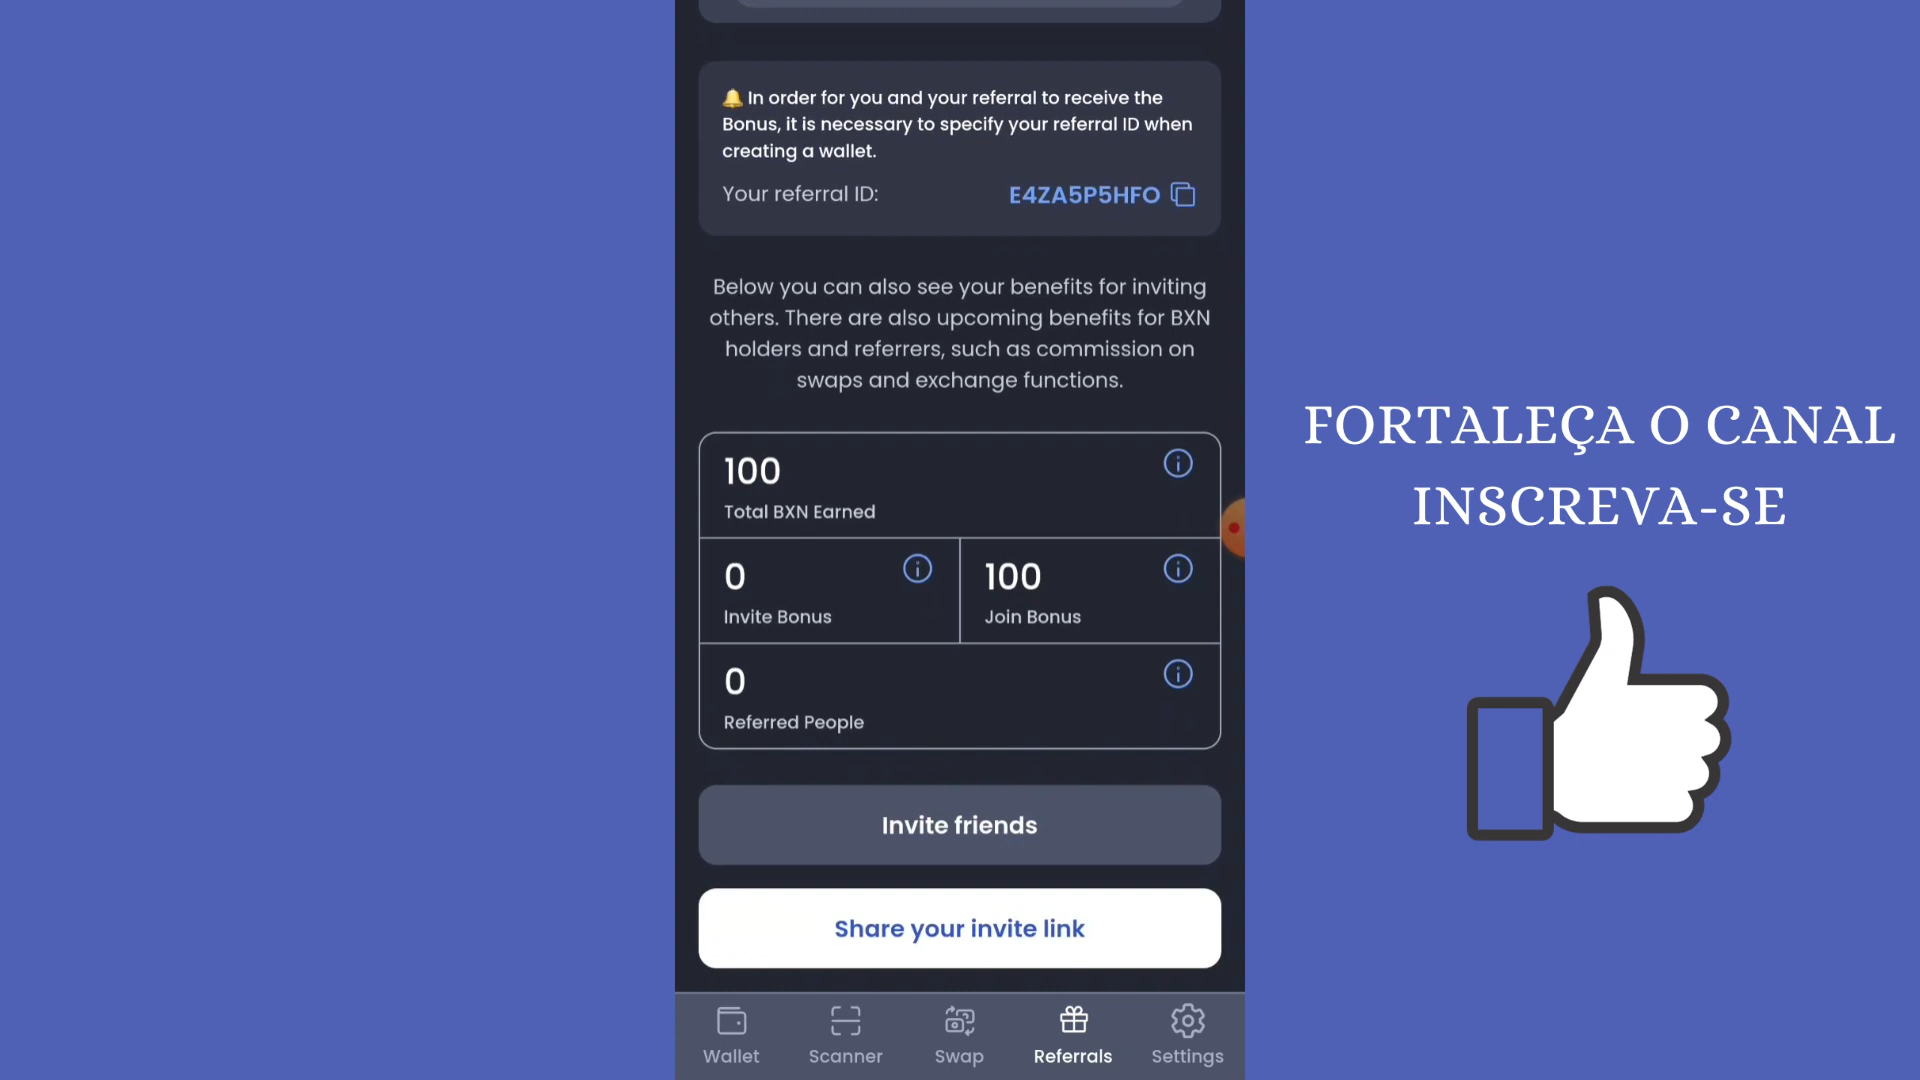 🔔 In order for you and your referral to receive the
Bonus, it is necessary to specify your referral ID when
creating a wallet.
Your referral ID: E4ZA5P5HFO
Below you can also see your benefits for inviting
others. There are also upcoming benefits for BXN
holders and referrers, such as commission on
swaps and exchange functions.
100
Total BXN Earned
0
Invite Bonus
100
Join Bonus
0
Referred People
Invite friends
Share your invite link
Wallet
Scanner
Swap
Referrals
Settings
FORTALEÇA O CANAL
INSCREVA-SE